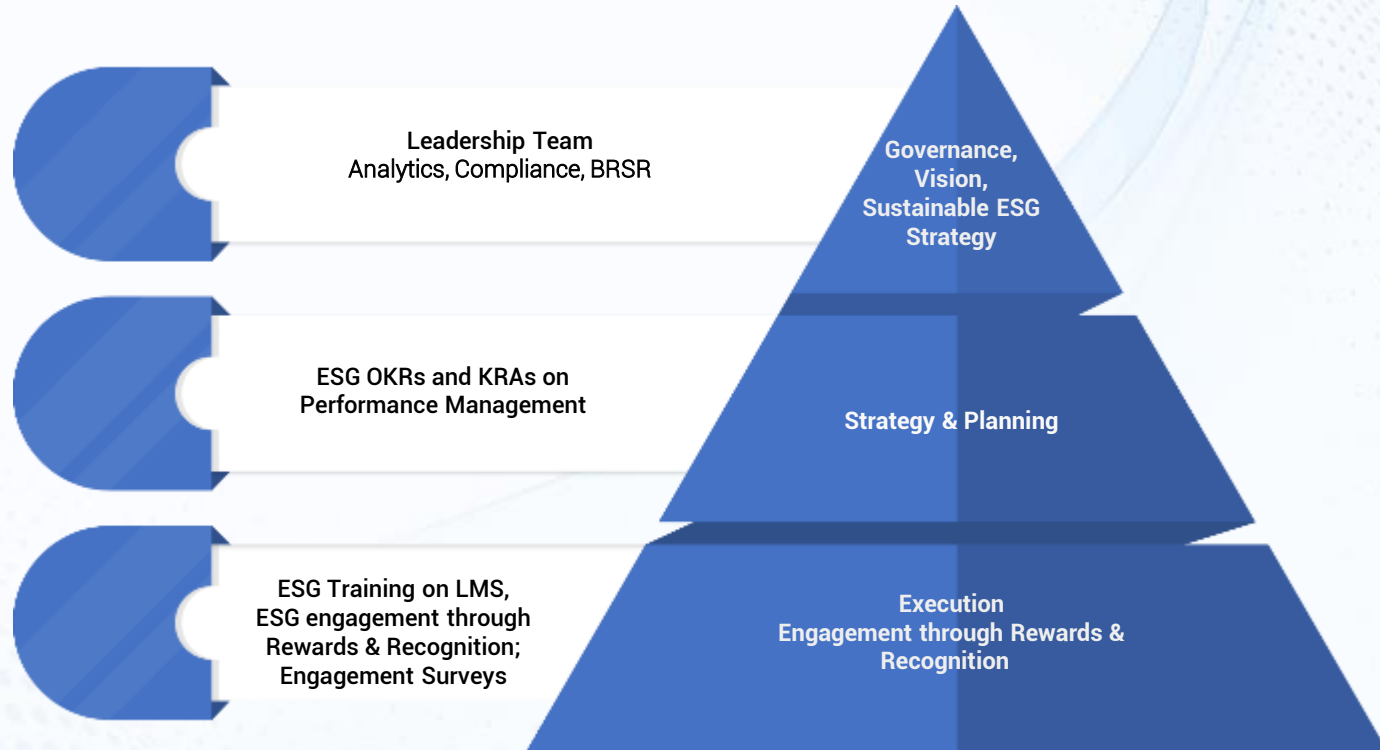 Leadership Team
Analytics, Compliance, BRSR
Governance,
Vision,
Sustainable ESG
Strategy
ESG OKRs and KRAs on
Performance Management
Strategy & Planning
ESG Training on LMS,
ESG engagement through
Rewards & Recognition;
Engagement Surveys
Execution
Engagement through Rewards &
Recognition